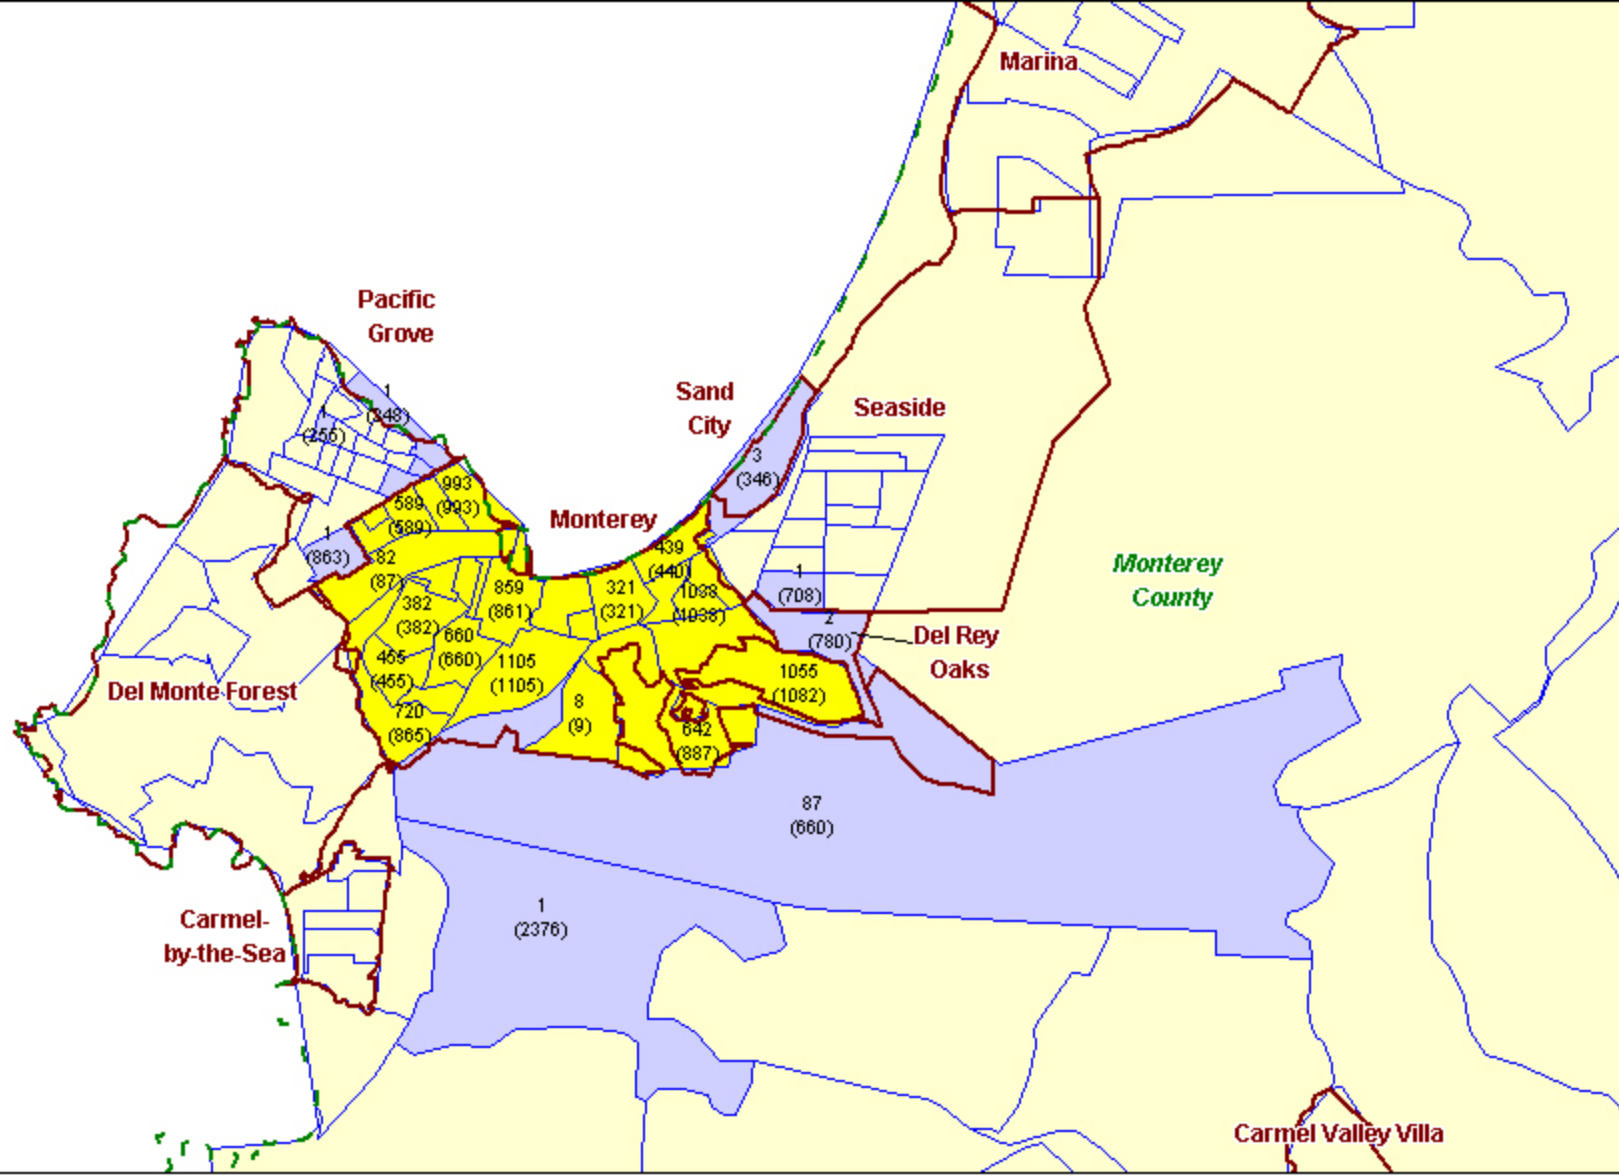 Marina
Pacific
Grove
1
(348)
1
(255)
Sand
City
Seaside
3
(346)
993
(993)
589
(589)
Monterey
1
(863)
82
(87)
439
(440)
321
(321)
859
(861)
382
(382)
660
(660)
1
(708)
Monterey
County
2
(780)
Del Rey
Oaks
455
(455)
1105
(1105)
1055
(1082)
Del Monte Forest
8
(9)
720
(865)
642
(887)
87
(660)
1
(2376)
Carmel-
by-the-Sea
Carmel Valley Villa